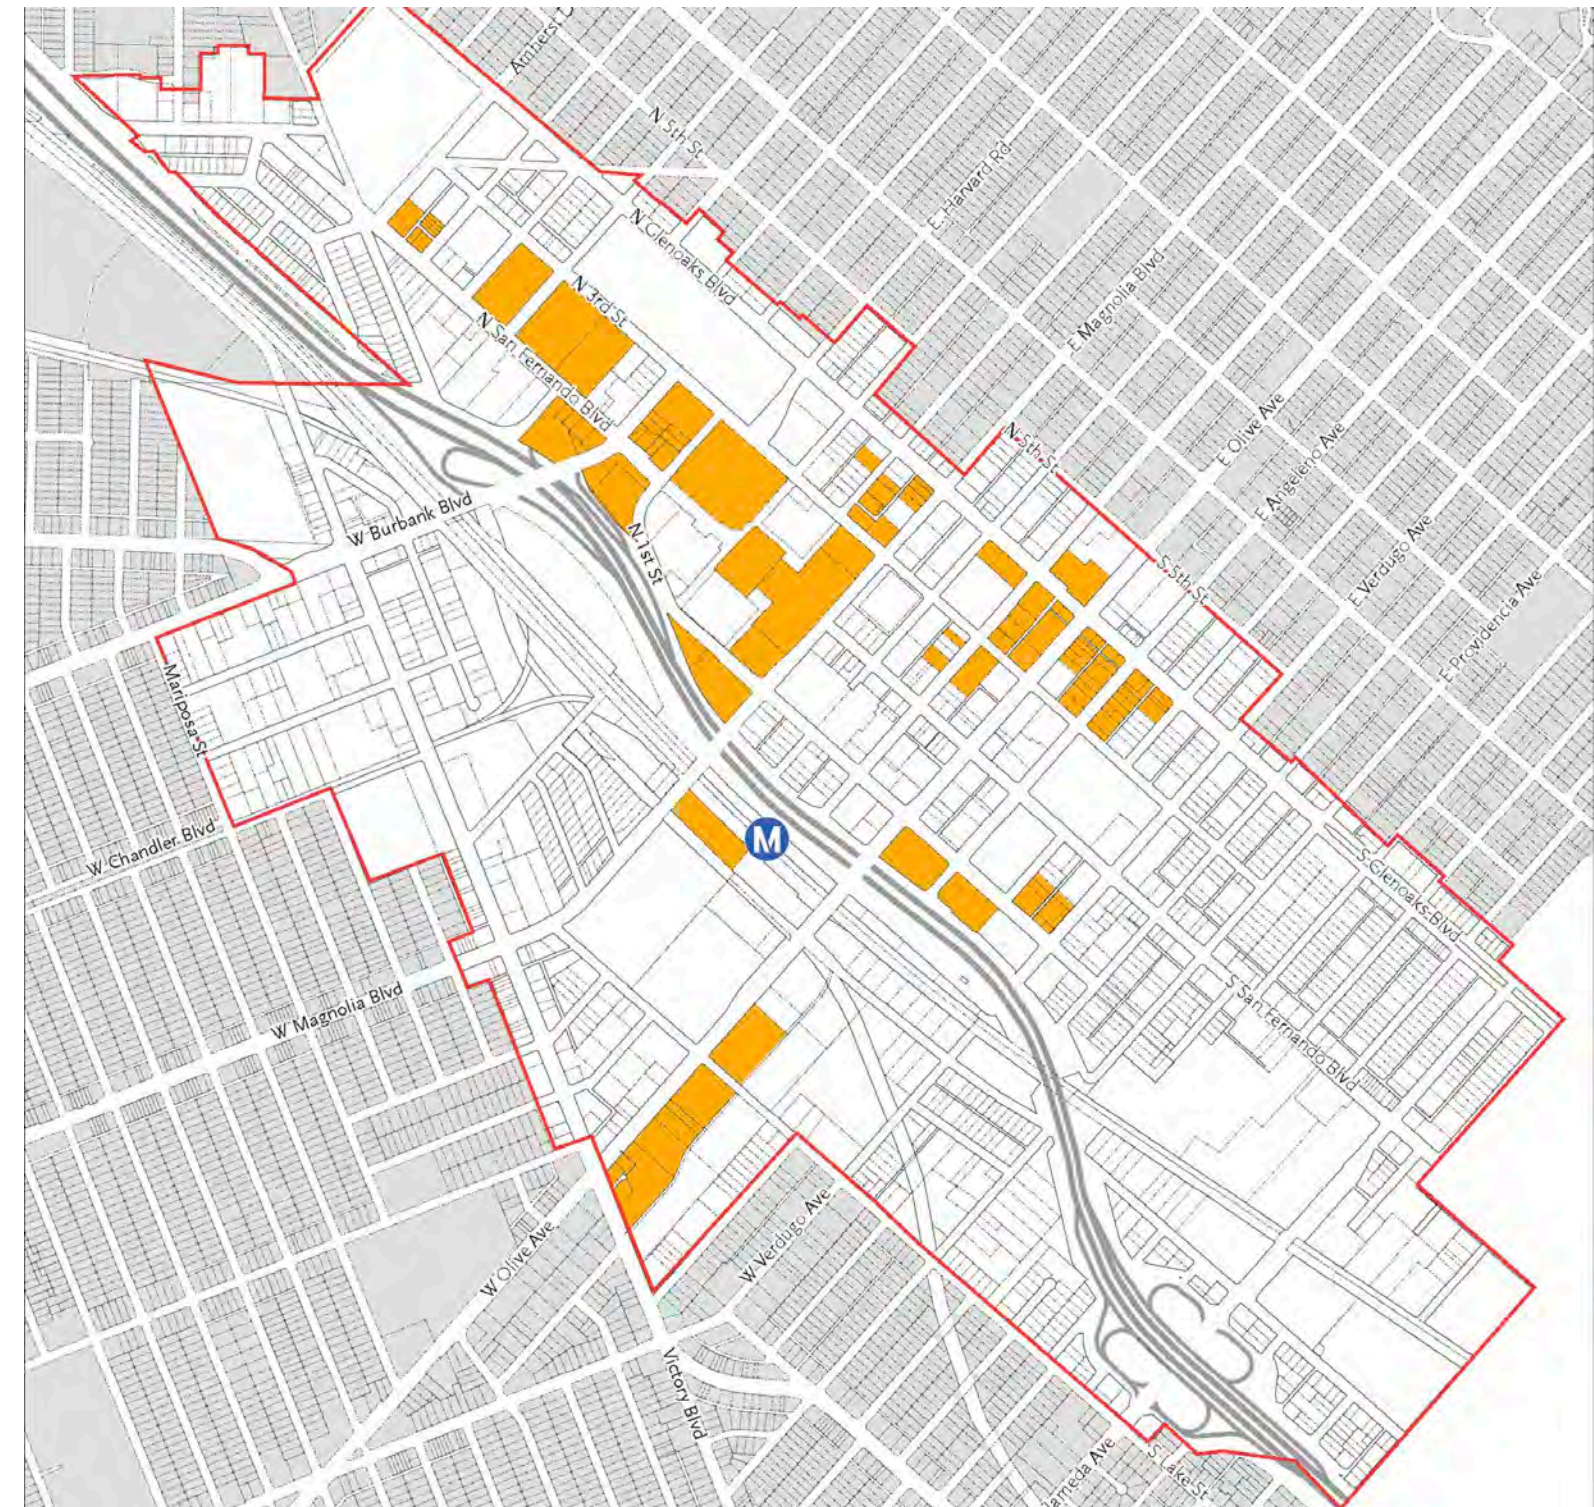 Amherst D
N 5th St
E Harvard Rd
N Glenoaks Blvd
E Magnolia Blvd
N 3rd St
N San Fernando Blvd
E Olive Ave
N 5th St
E Angeleno Ave
W Burbank Blvd
N 1st St
S 5th St
E Verdugo Ave
E Providencia Ave
Mariposa St
M
W Chandler Blvd
S Glenoaks Blvd
W Magnolia Blvd
S San Fernando Blvd
W Verdugo Ave
W Olive Ave
Victory Blvd
ameda Ave
S Lake St